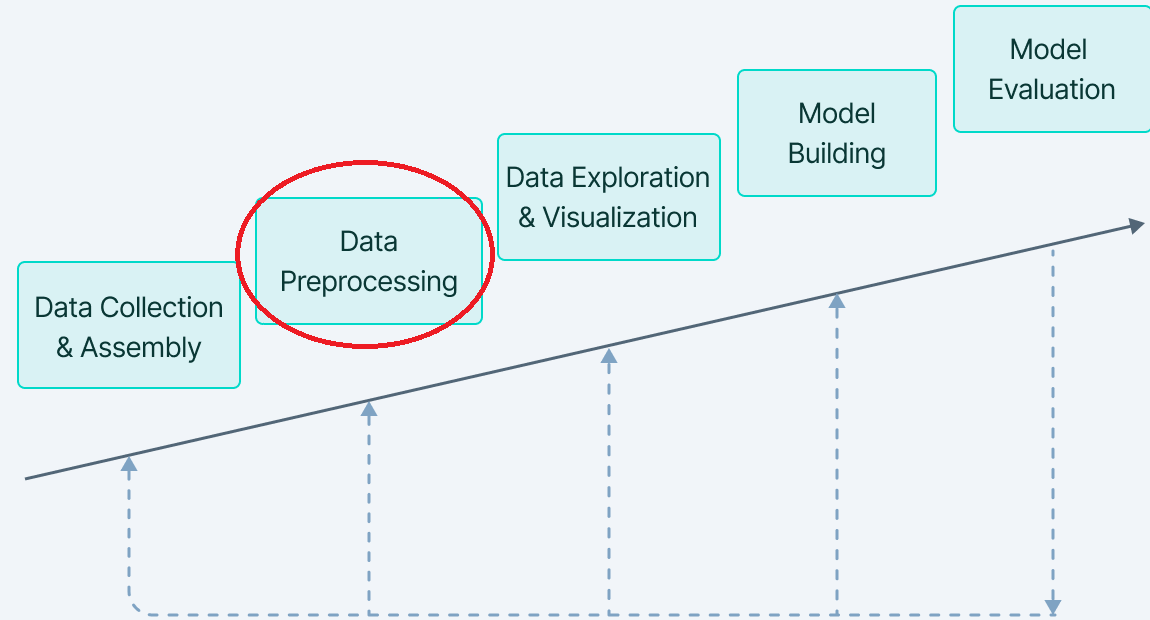 Data Collection
& Assembly
Data
Preprocessing
Data Exploration
& Visualization
Model
Building
Model
Evaluation